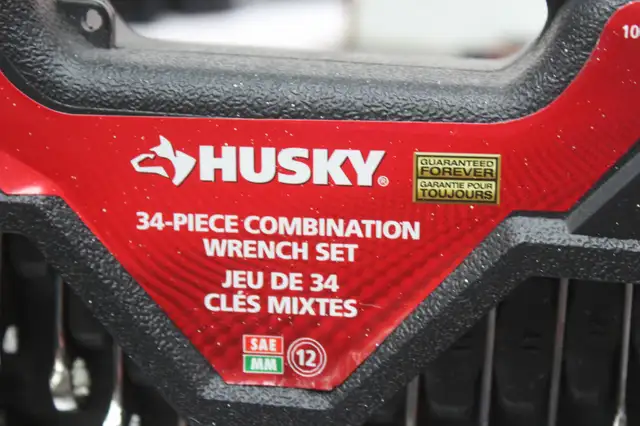 HUSKY®
GUARANTEED
FOREVER
GARANTIE POUR
TOUJOURS
34-PIECE COMBINATION
WRENCH SET
JEU DE 34
CLÉS MIXTES
SAE
MM
12